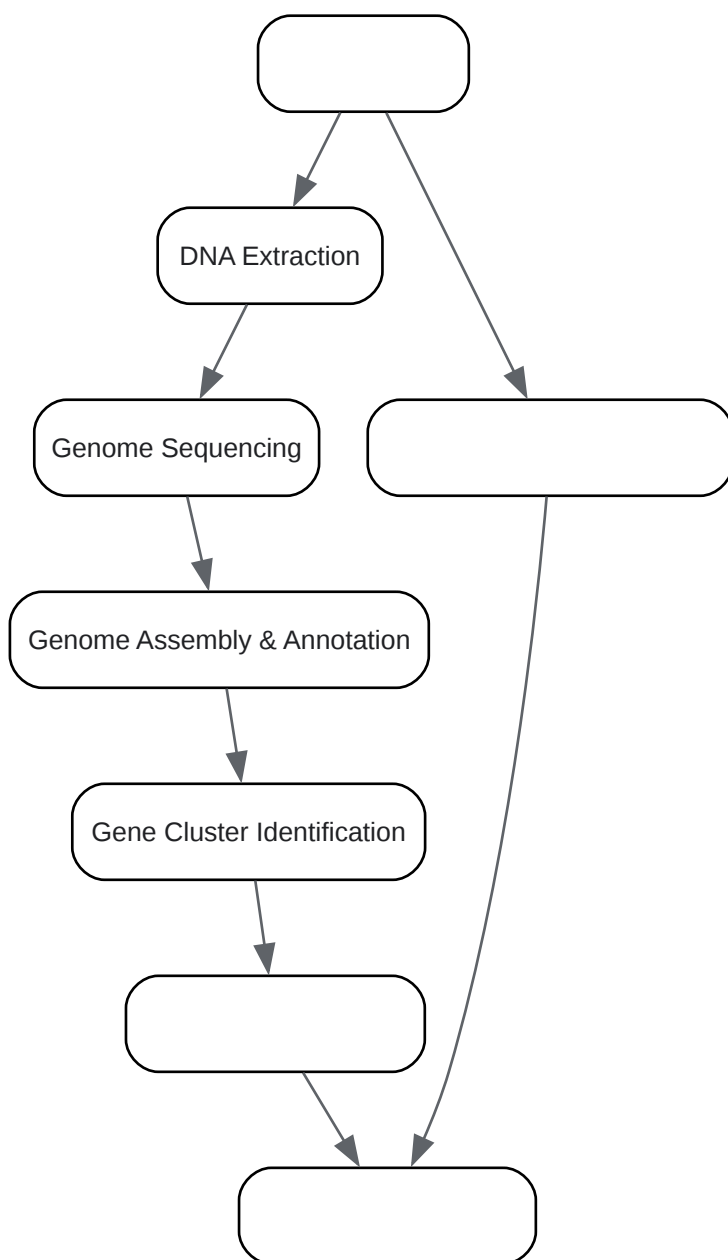 DNA Extraction
Genome Sequencing
Genome Assembly & Annotation
Gene Cluster Identification